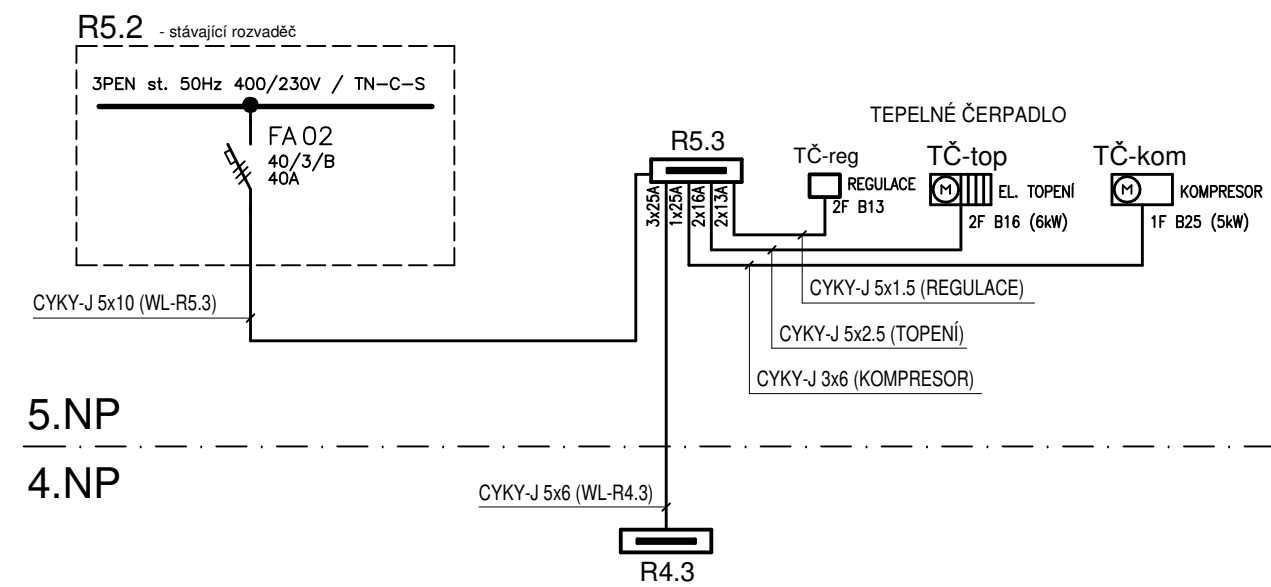 R5.2 - stávající rozvaděč
3PEN st. 50Hz 400/230V / TN-C-S
FA 02
40/3/B
40A
CYKY-J 5x10 (WL-R5.3)
R5.3
3x25A
1x25A
2x16A
2x13A
TEPELNÉ ČERPADLO
TČ-reg
REGULACE
2F B13
TČ-top
M
EL. TOPENÍ
2F B16 (6kW)
TČ-kom
M
KOMPRESOR
1F B25 (5kW)
CYKY-J 5x1.5 (REGULACE)
CYKY-J 5x2.5 (TOPENÍ)
CYKY-J 3x6 (KOMPRESOR)
5.NP
4.NP
CYKY-J 5x6 (WL-R4.3)
R4.3